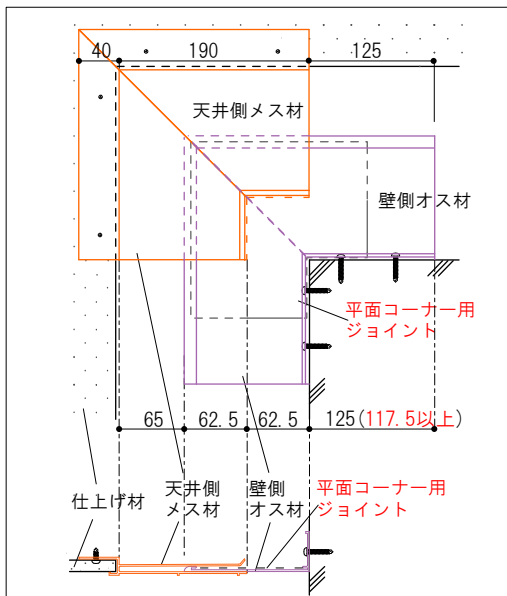 40 190 125
天井側メス材
壁側オス材
平面コーナー用
ジョイント
65 62.5 62.5 125(117.5以上)
仕上げ材
天井側
メス材
壁側
オス材
平面コーナー用
ジョイント